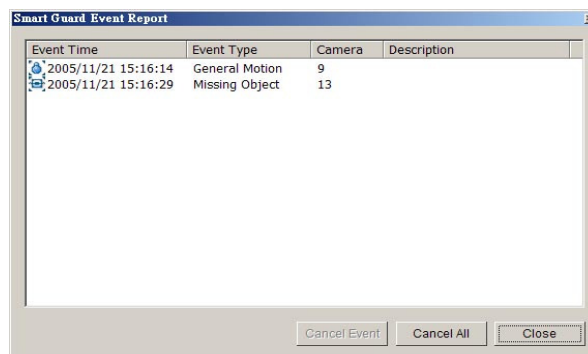 Smart Guard Event Report
Event Time Event Type Camera Description
2005/11/21 15:16:14 General Motion 9
2005/11/21 15:16:29 Missing Object 13
Cancel Event Cancel All Close